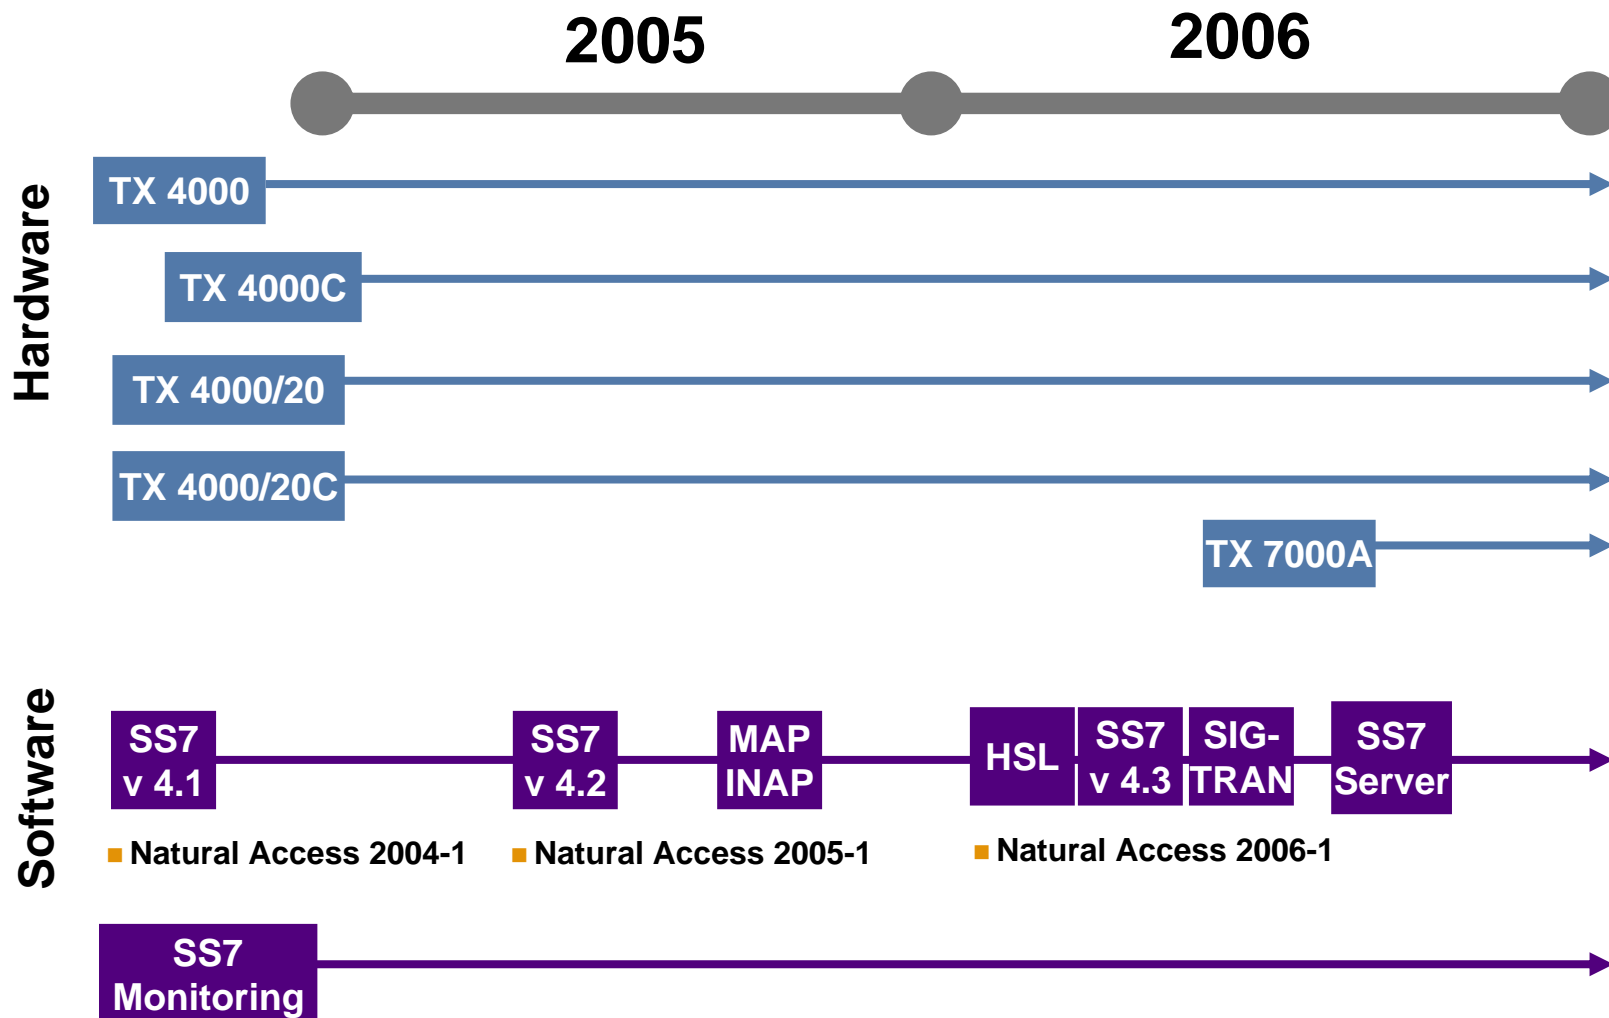 2005
2006
Hardware
TX 4000
TX 4000C
TX 4000/20
TX 4000/20C
TX 7000A
Software
SS7
v 4.1
SS7
v 4.2
MAP
INAP
HSL
SS7
v 4.3
SIG-
TRAN
SS7
Server
Natural Access 2004-1
Natural Access 2005-1
Natural Access 2006-1
SS7
Monitoring